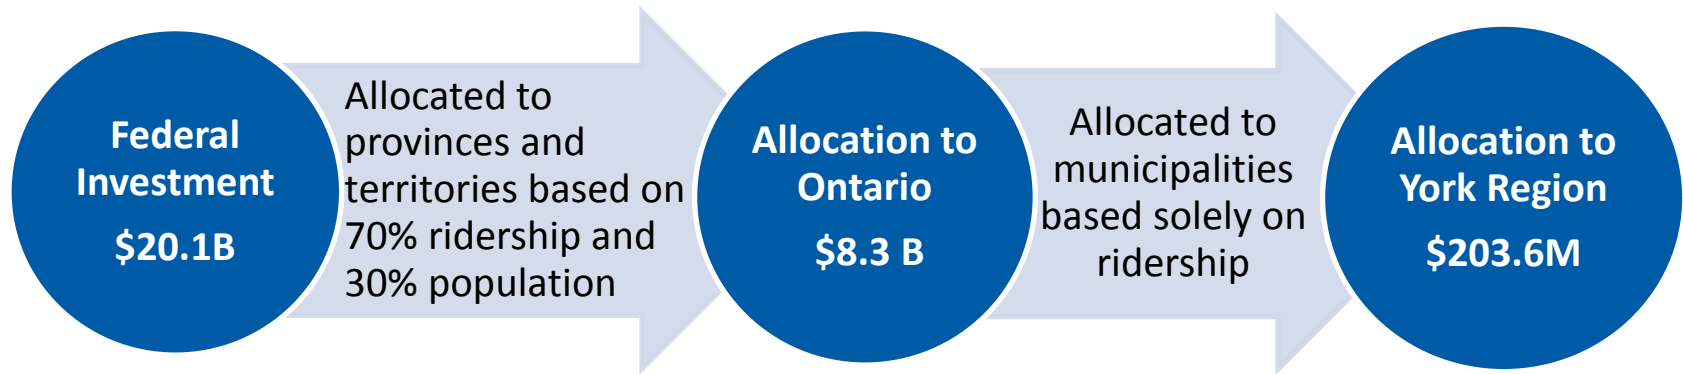 Federal
Investment
$20.1B
Allocated to
provinces and
territories based on
70% ridership and
30% population
Allocation to
Ontario
$8.3 B
Allocated to
municipalities
based solely on
ridership
Allocation to
York Region
$203.6M